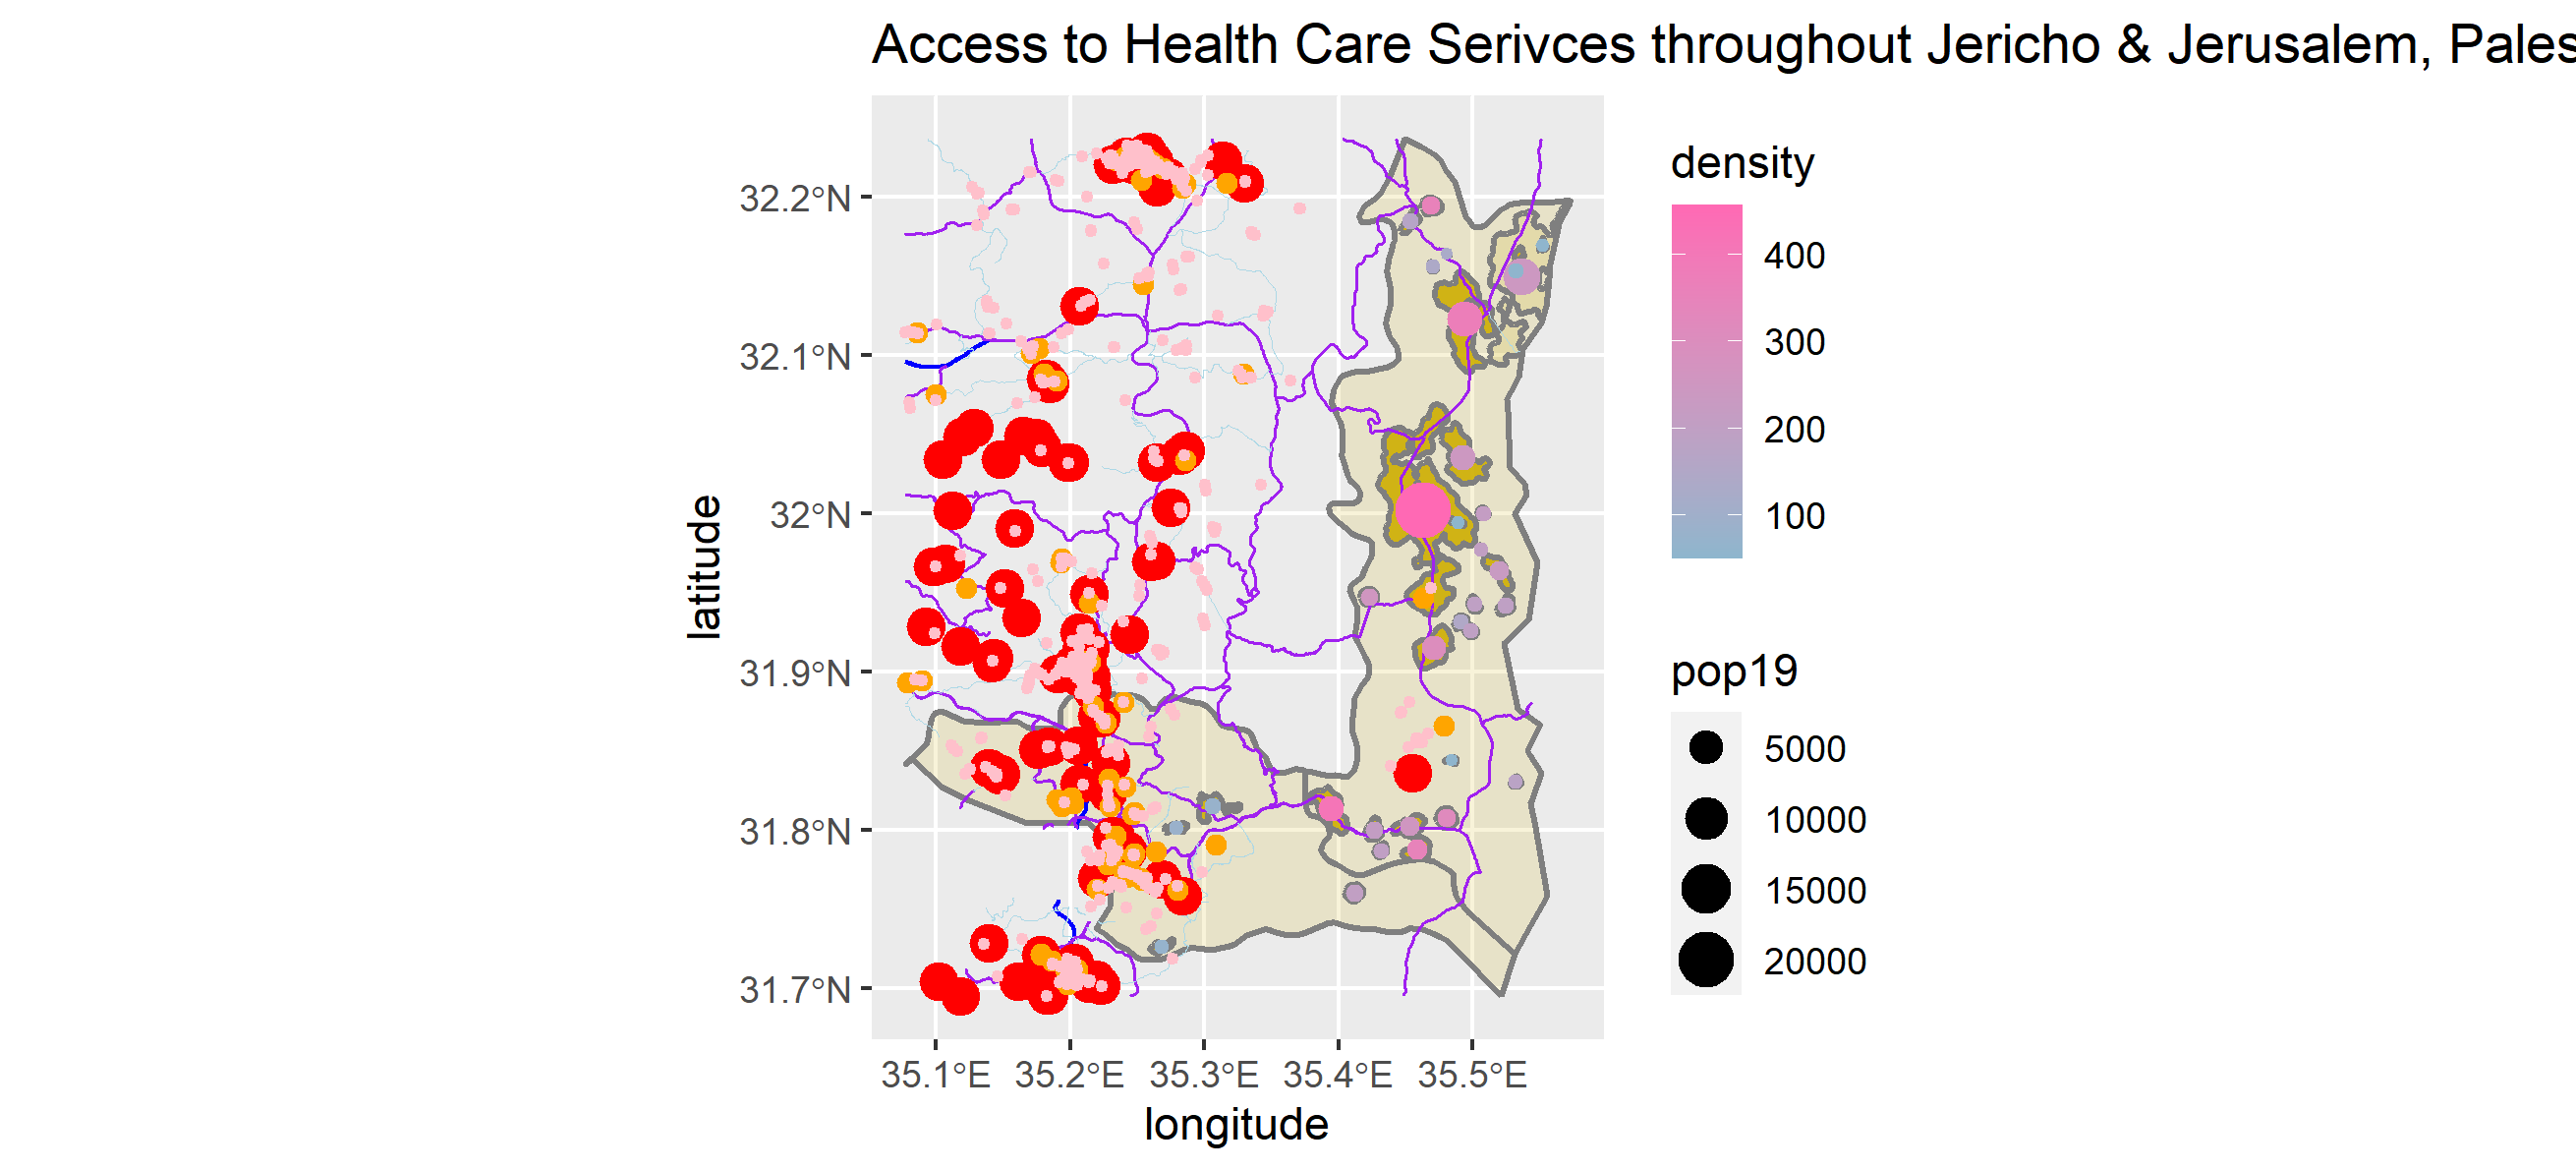 Access to Health Care Serivces throughout Jericho & Jerusalem, Pales
density
400
300
200
100
pop19
5000
10000
15000
20000
latitude
32.2°N
32.1°N
32°N
31.9°N
31.8°N
31.7°N
35.1°E 35.2°E 35.3°E 35.4°E 35.5°E
longitude